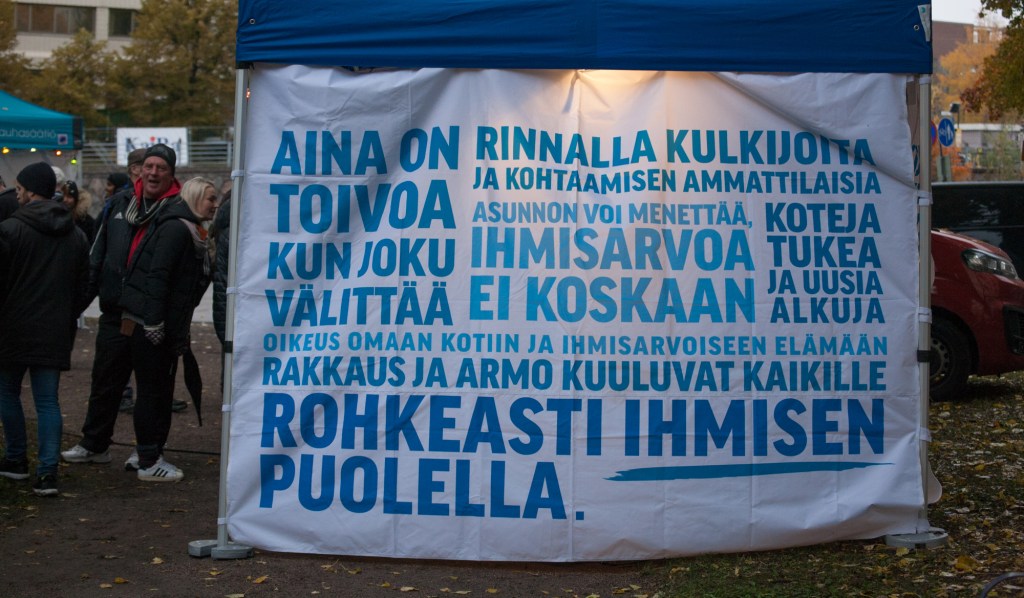 AINA ON
TOIVOA
KUN JOKU
VÄLITTÄÄ
RINNALLA KULKIJOITA
JA KOHTAAMISEN AMMATTILAISIA
ASUNNON VOI MENETTÄÄ,
IHMISARVOA
EI KOSKAAN
KOTEJA
TUKEA
JA UUSIA
ALKUJA
OIKEUS OMAAN KOTIIN JA IHMISARVOISEEN ELÄMÄÄN
RAKKAUS JA ARMO KUULUVAT KAIKILLE
ROHKEASTI IHMISEN
PUOLELLA.
auhasäätiö